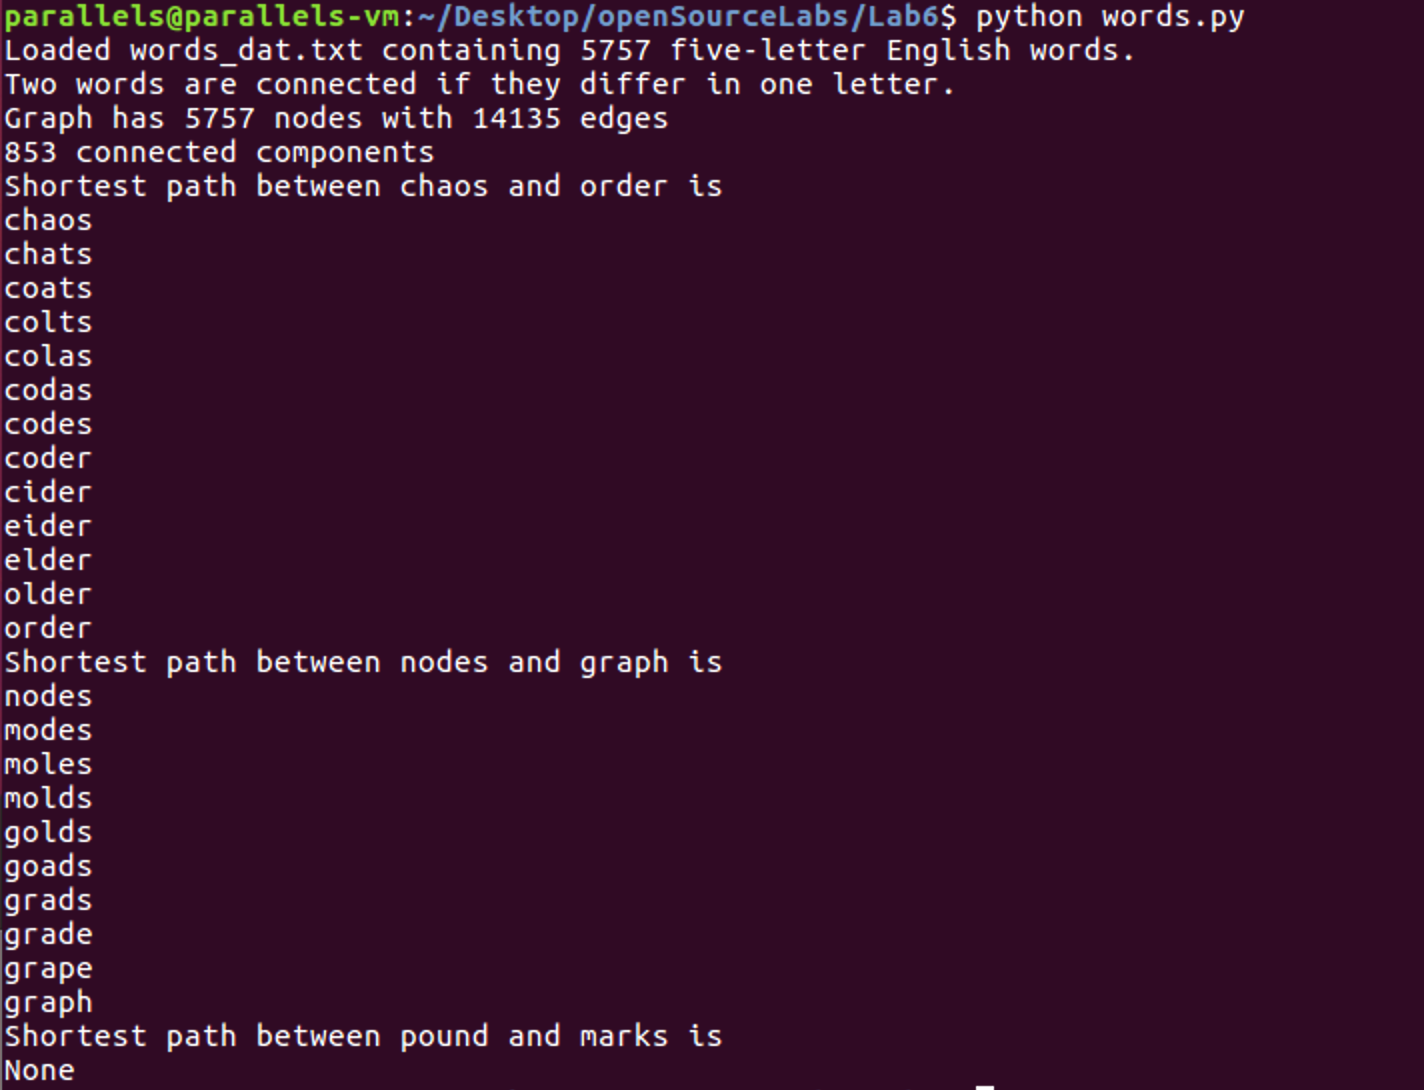 parallels@parallels-vm:~/Desktop/openSourceLabs/Lab6$ python words.py
Loaded words_dat.txt containing 5757 five-letter English words.
Two words are connected if they differ in one letter.
Graph has 5757 nodes with 14135 edges
853 connected components
Shortest path between chaos and order is
chaos
chats
coats
colts
colas
codas
codes
coder
cider
eider
elder
older
order
Shortest path between nodes and graph is
nodes
modes
moles
molds
golds
goads
grads
grade
grape
graph
Shortest path between pound and marks is
None